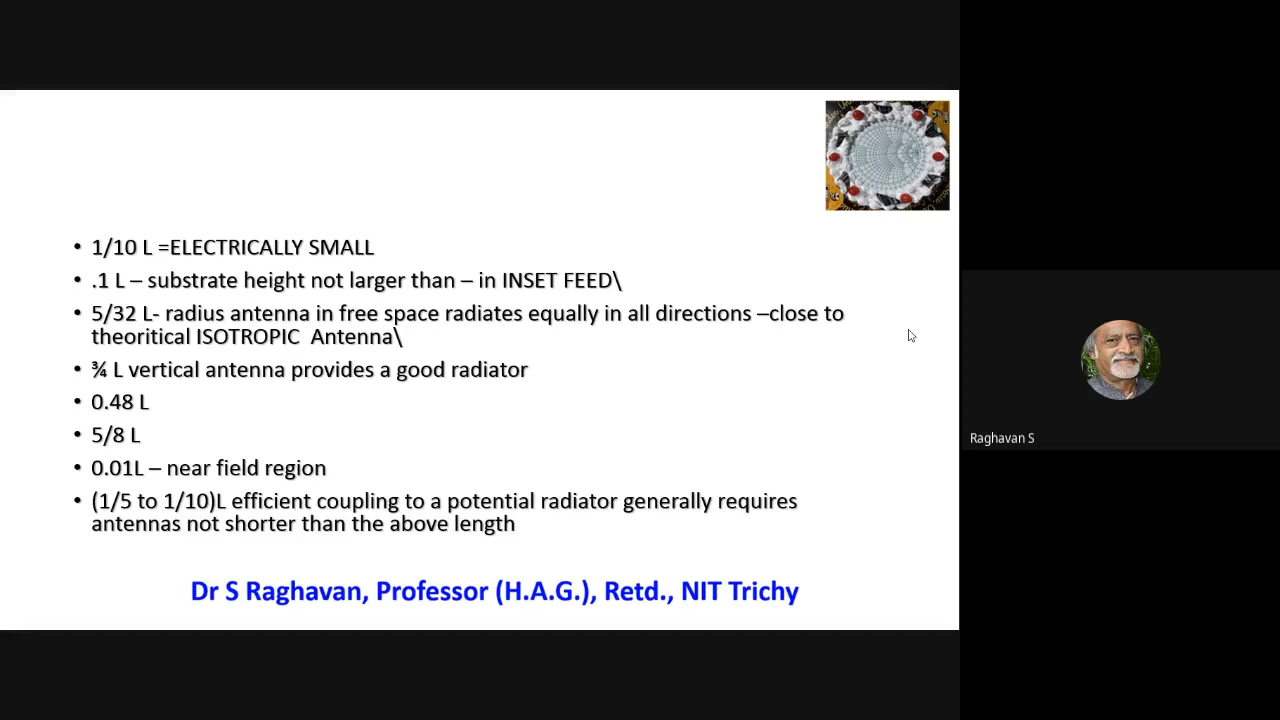 • 1/10 L =ELECTRICALLY SMALL
• .1 L – substrate height not larger than – in INSET FEED\
• 5/32 L- radius antenna in free space radiates equally in all directions –close to
theoritical ISOTROPIC Antenna\
• ¾ L vertical antenna provides a good radiator
• 0.48 L
• 5/8 L
• 0.01L – near field region
• (1/5 to 1/10)L efficient coupling to a potential radiator generally requires
antennas not shorter than the above length
Dr S Raghavan, Professor (H.A.G.), Retd., NIT Trichy
Raghavan S